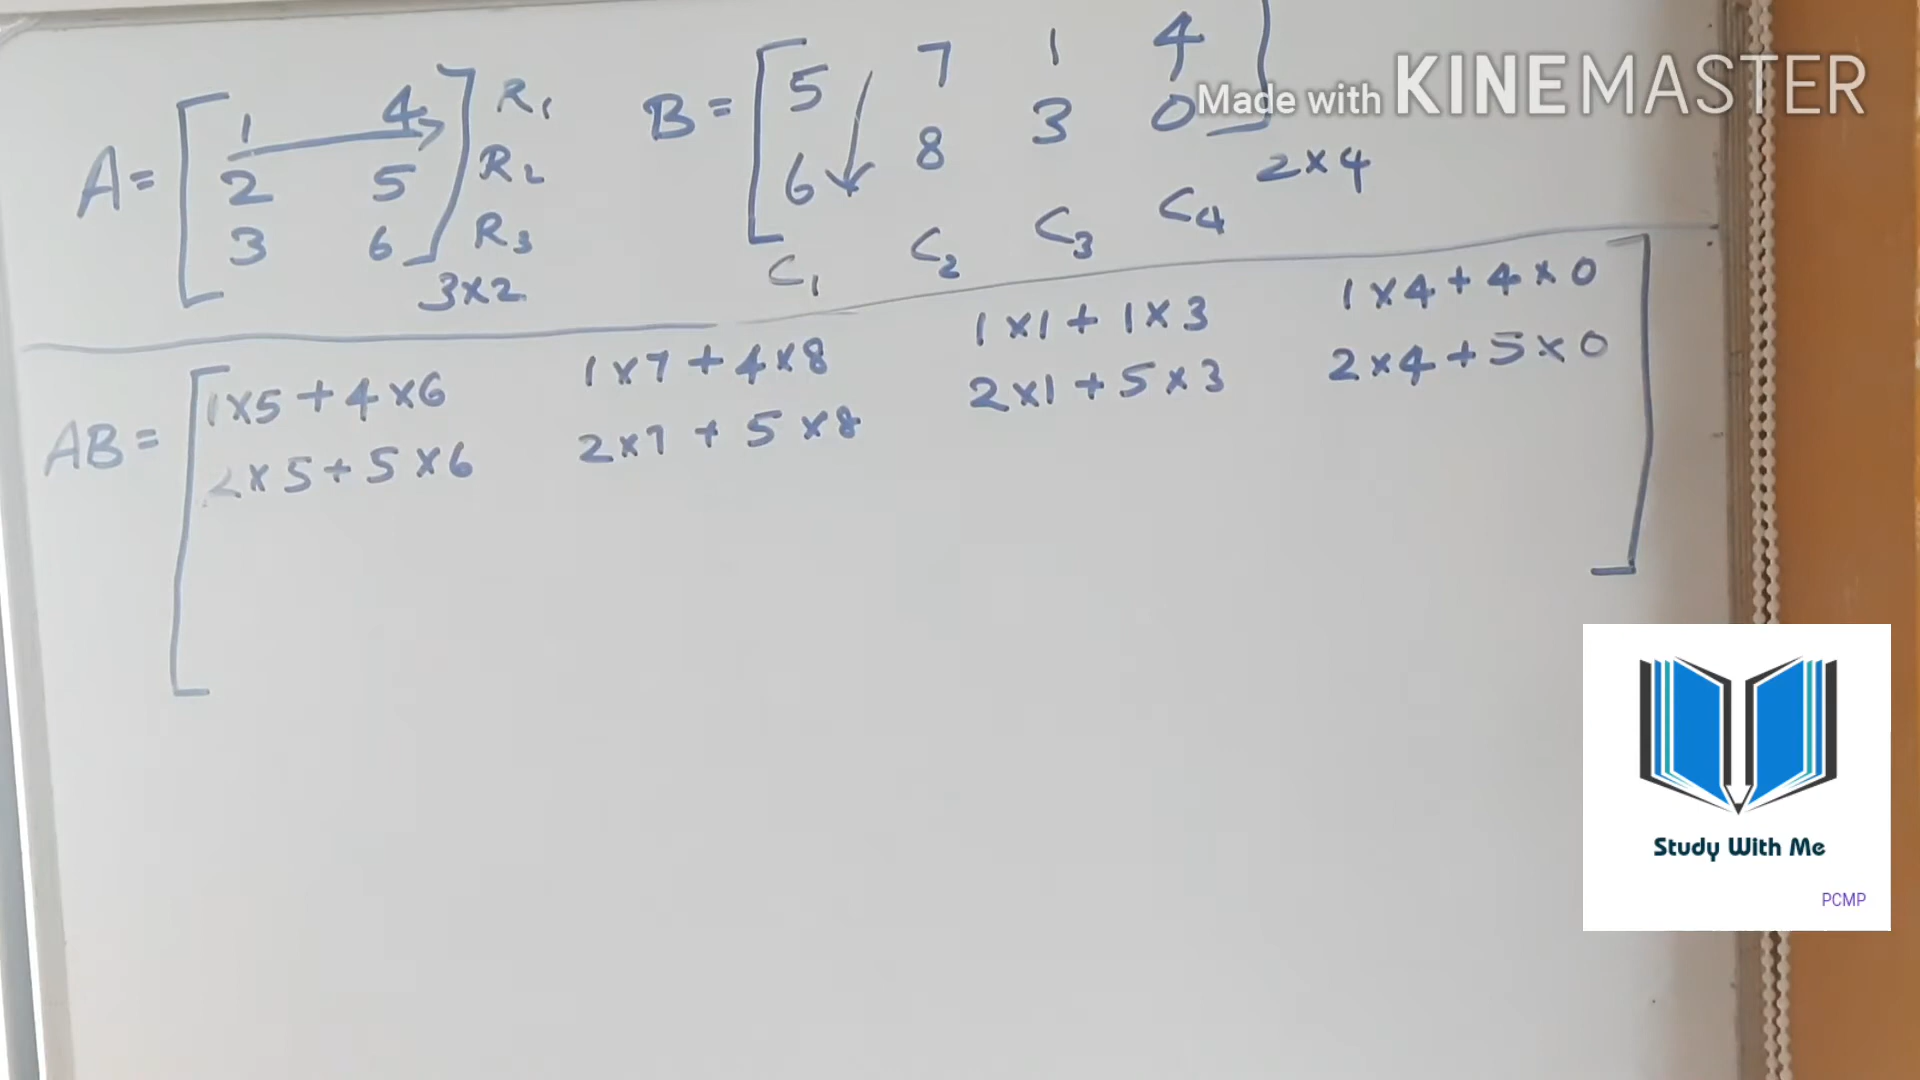 A = [ 1 4 ] R1 B = [ 5 7 1 4 ]
2 5 R2 6 8 3 0
3 6 R3 2×4
3×2 C1 C2 C3 C4
AB = [ 1×5+4×6 1×7+4×8 1×1+1×3 1×4+4×0 ]
2×5+5×6 2×7+5×8 2×1+5×3 2×4+5×0
Made with KINEMASTER
Study With Me
PCMP